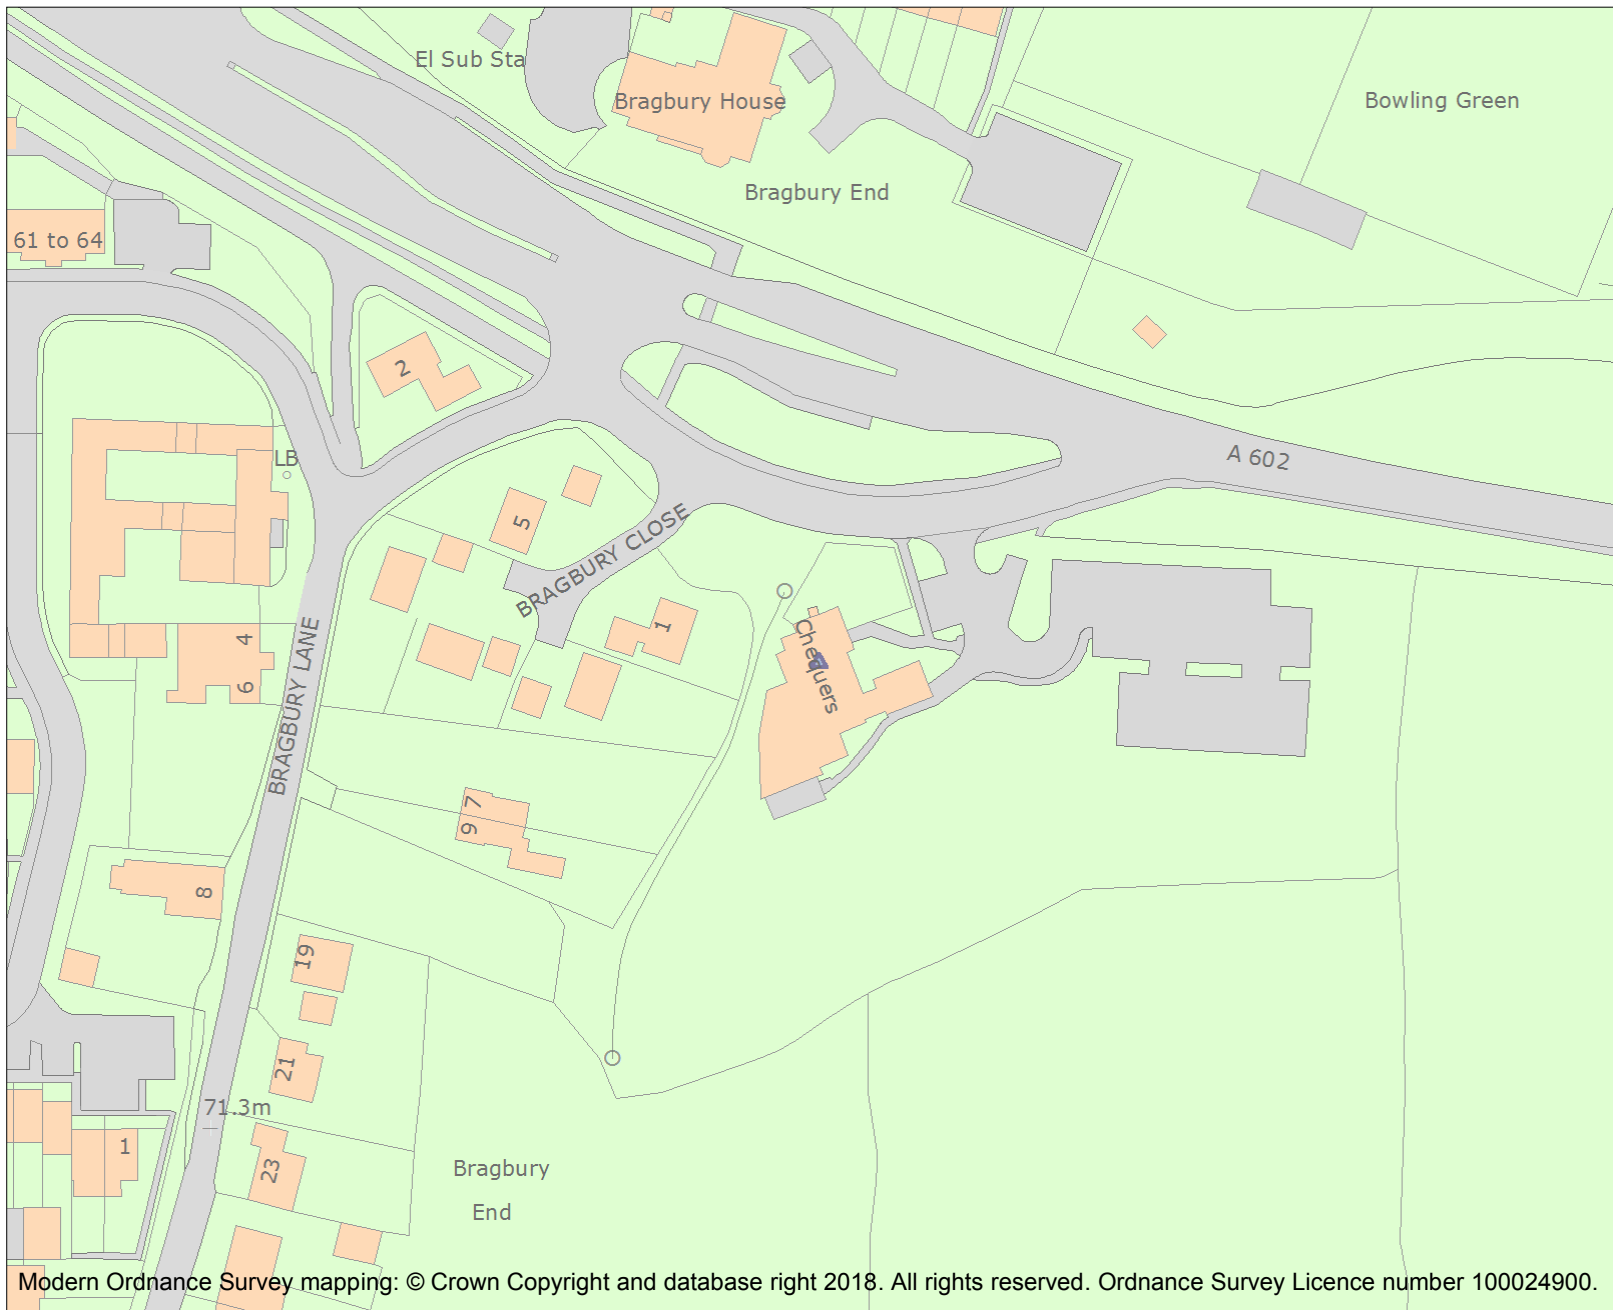 El Sub Sta
Bragbury House
Bowling Green
Bragbury End
61 to 64
2
LB
A 602
5
BRAGBURY CLOSE
1
Chequers
4
6
BRAGBURY LANE
7
9
8
19
21
71.3m
1
23
Bragbury
End
Modern Ordnance Survey mapping: © Crown Copyright and database right 2018. All rights reserved. Ordnance Survey Licence number 100024900.